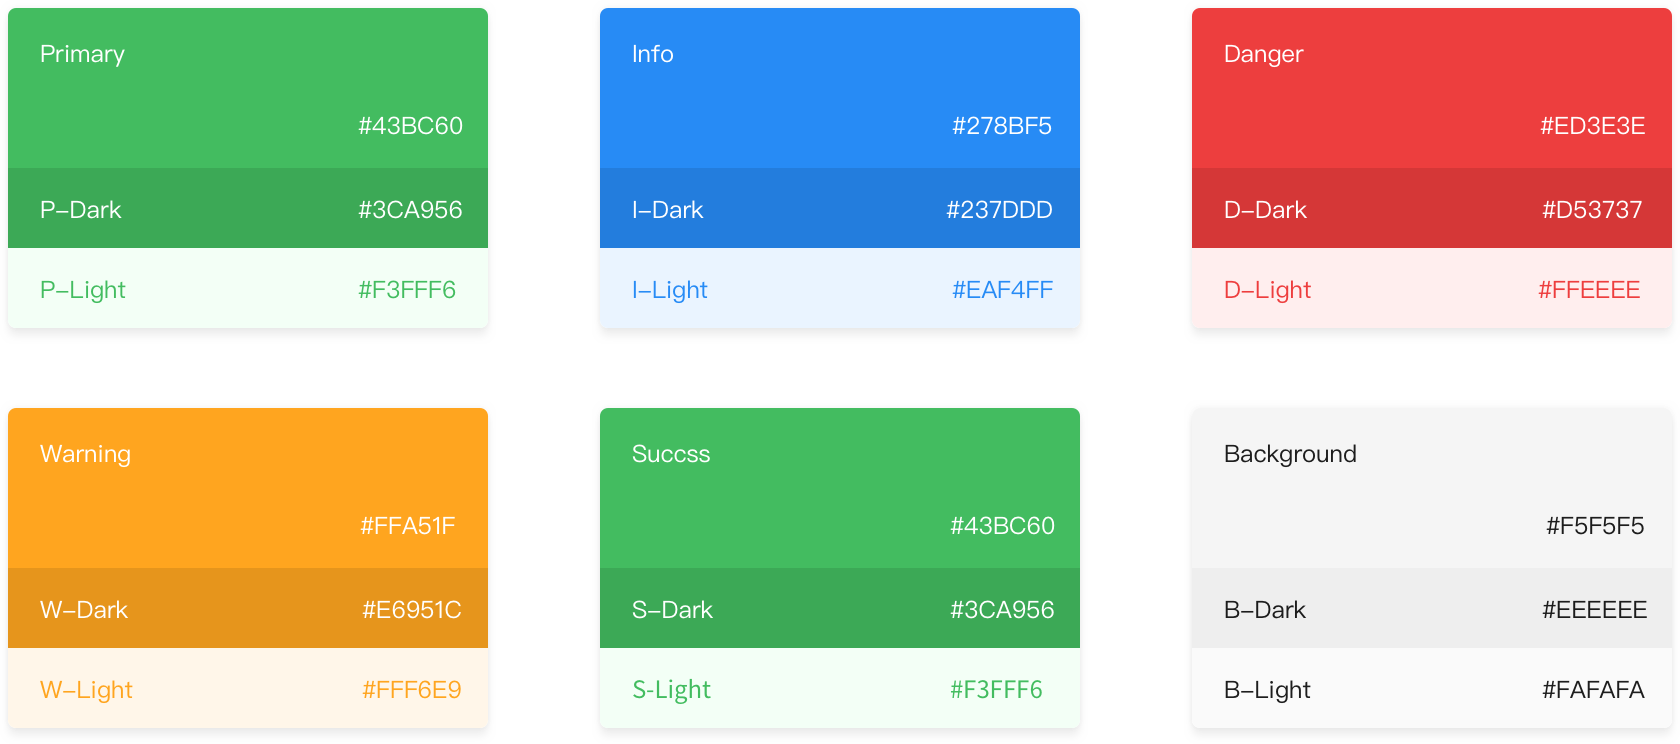 Primary
#43BC60
P–Dark #3CA956
P–Light #F3FFF6
Info
#278BF5
I–Dark #237DDD
I–Light #EAF4FF
Danger
#ED3E3E
D–Dark #D53737
D–Light #FFEEEE
Warning
#FFA51F
W–Dark #E6951C
W–Light #FFF6E9
Succss
#43BC60
S–Dark #3CA956
S-Light #F3FFF6
Background
#F5F5F5
B–Dark #EEEEEE
B–Light #FAFAFA